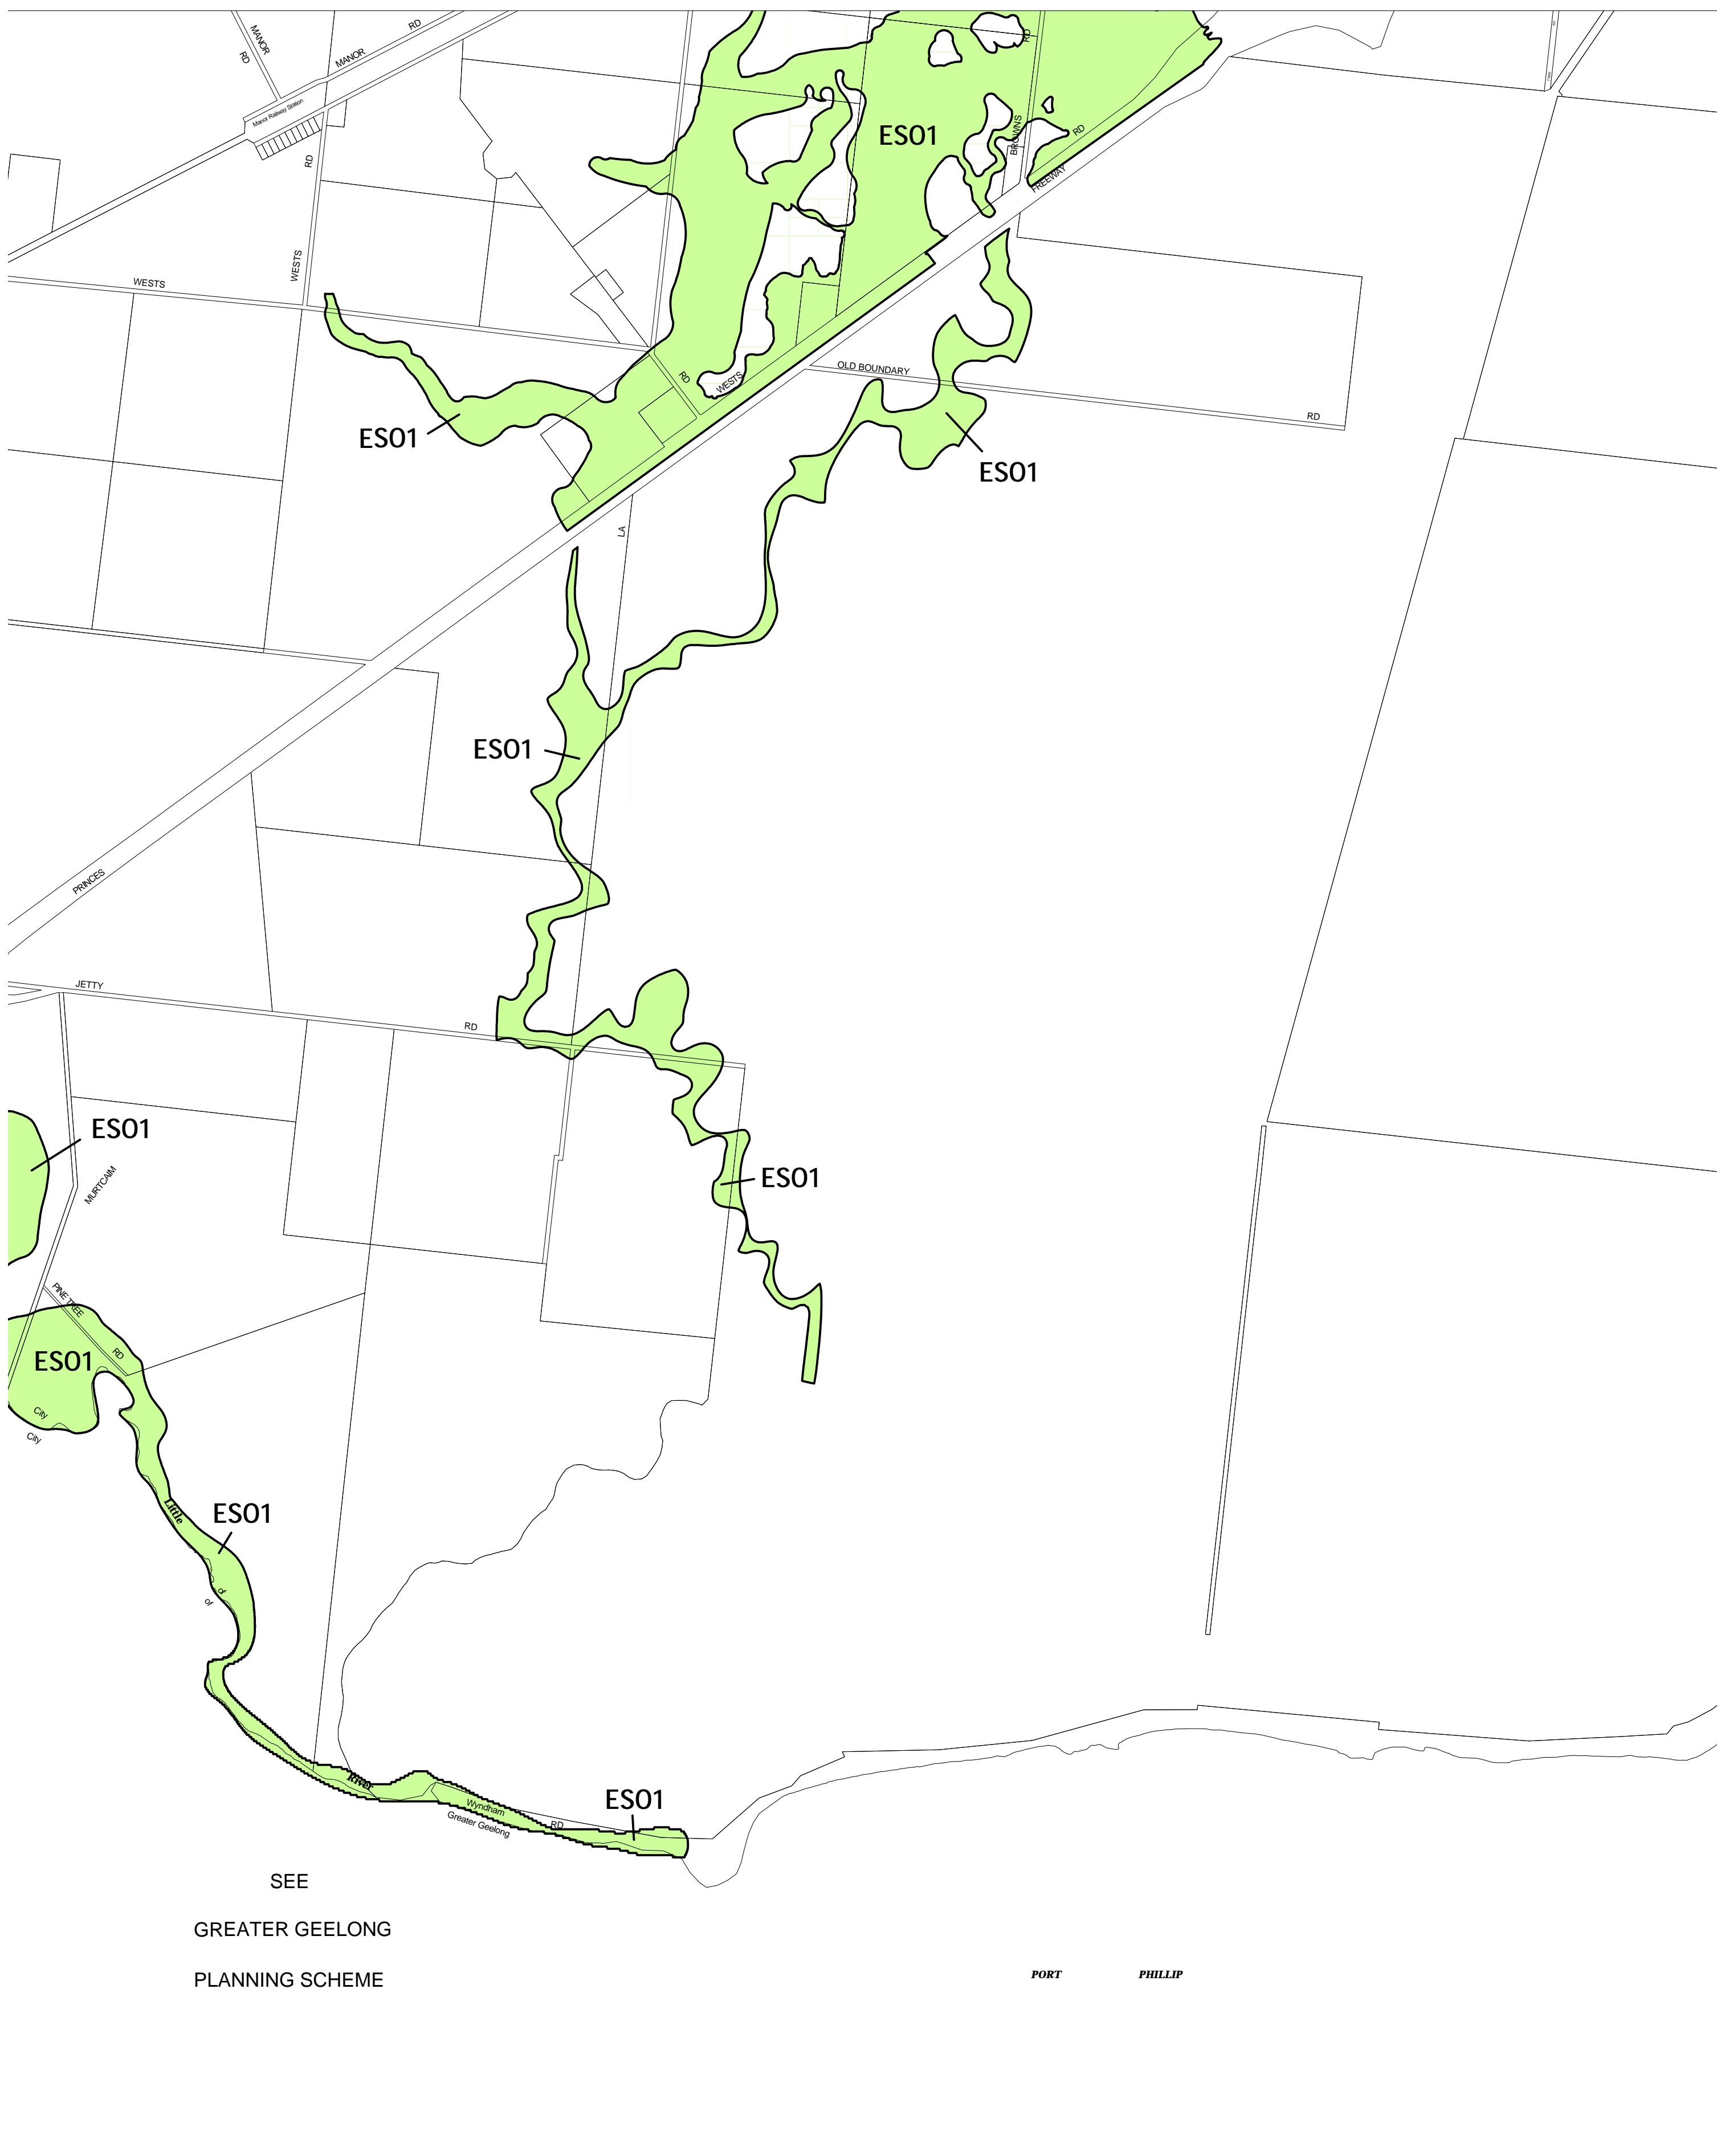 MANOR
RD
MANOR
RD
Manor Railway Station
RD
WESTS
WESTS
RD
ESO1
BROWNS
RD
FREEWAY
RD
WESTS
OLD BOUNDARY
RD
ESO1
ESO1
LA
ESO1
PRINCES
JETTY
RD
ESO1
MURTCAIM
ESO1
PINE TREE
RD
ESO1
City
City
Little
ESO1
of
of
River
Wyndham
Greater Geelong
RD
ESO1
SEE
GREATER GEELONG
PLANNING SCHEME
PORT PHILLIP